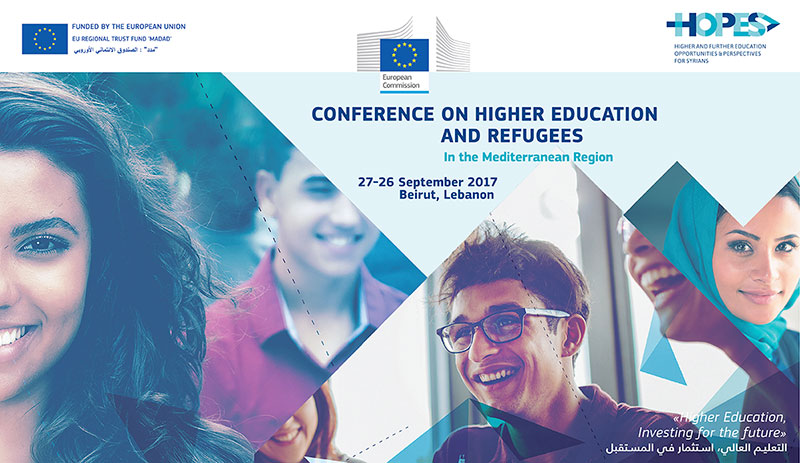 FUNDED BY THE EUROPEAN UNION
EU REGIONAL TRUST FUND 'MADAD'
"مدد" : الصندوق الائتماني الأوروبي
European
Commission
HOPES
HIGHER AND FURTHER EDUCATION
OPPORTUNITIES & PERSPECTIVES
FOR SYRIANS
CONFERENCE ON HIGHER EDUCATION
AND REFUGEES
In the Mediterranean Region
27-26 September 2017
Beirut, Lebanon
«Higher Education,
Investing for the future»
التعليم العالي، استثمار في المستقبل